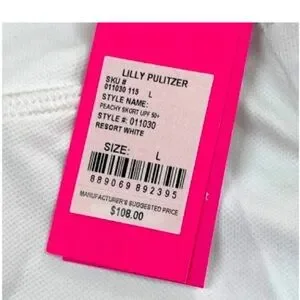 LILLY PULITZER
SKU #
011030 115 L
STYLE NAME:
PEACHY SKORT UPF 50+
STYLE #: 011030
RESORT WHITE
SIZE: L
889069 892395
MANUFACTURER'S SUGGESTED PRICE
$108.00